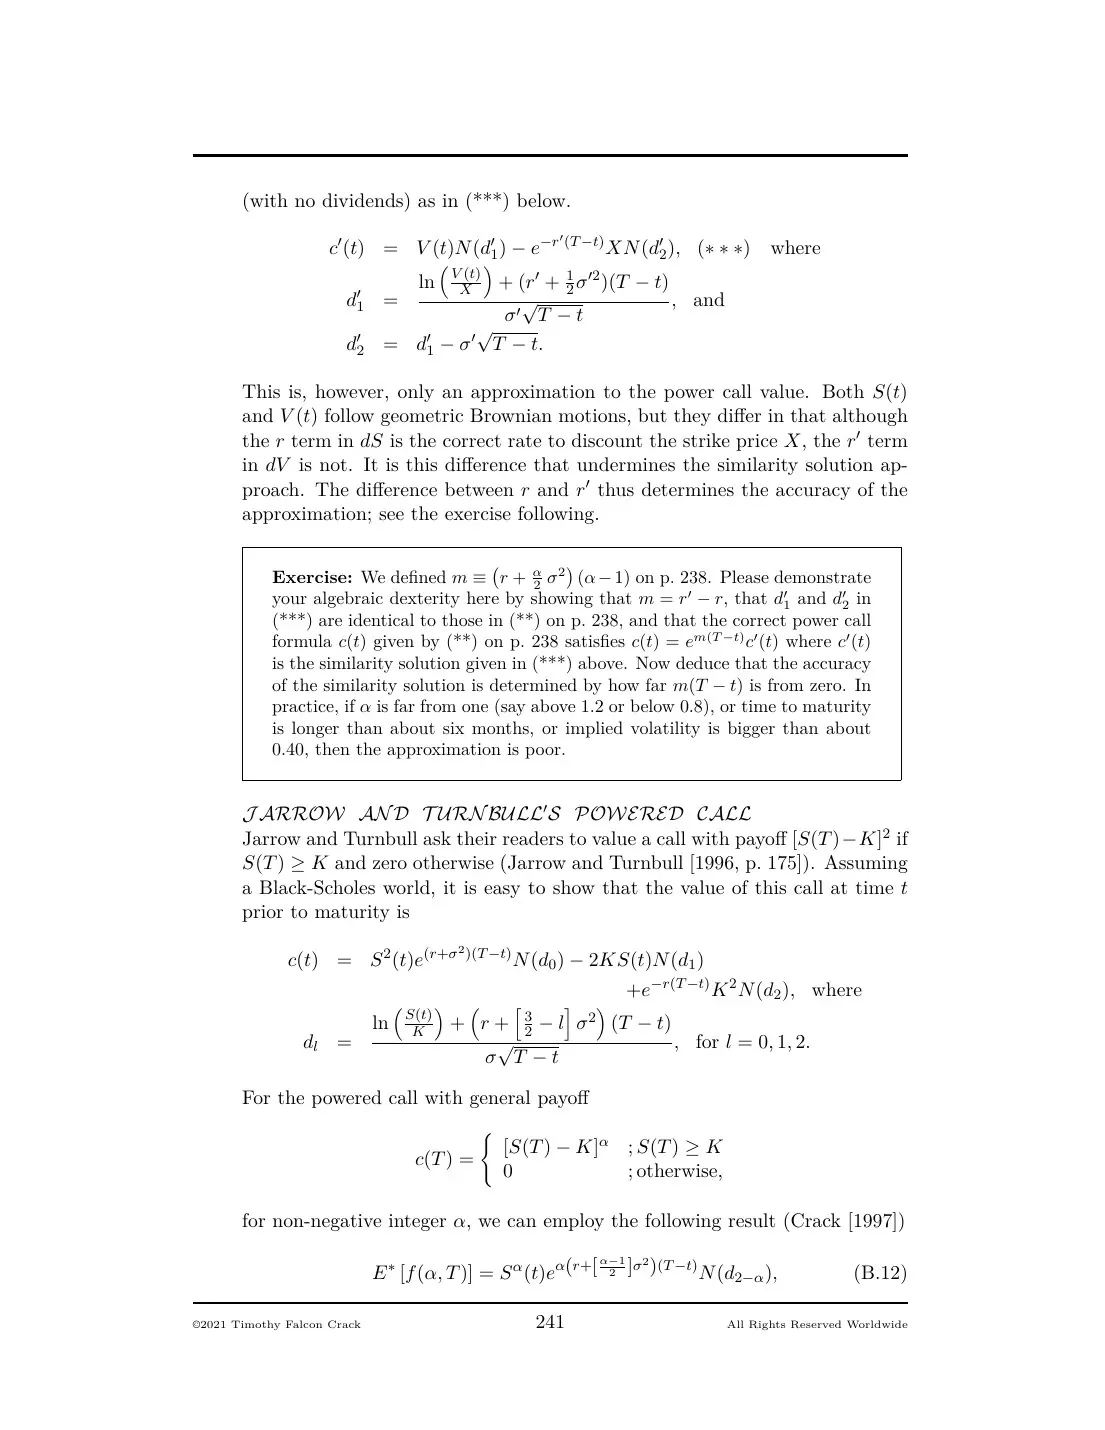 (with no dividends) as in (***) below.
c′(t) = V(t)N(d′₁) − e^{−r′(T−t)}XN(d′₂), (∗ ∗ ∗) where
d′₁ = [ln(V(t)/X) + (r′ + ½σ′²)(T − t)] / [σ′√(T − t)], and
d′₂ = d′₁ − σ′√(T − t).
This is, however, only an approximation to the power call value. Both S(t)
and V(t) follow geometric Brownian motions, but they differ in that although
the r term in dS is the correct rate to discount the strike price X, the r′ term
in dV is not. It is this difference that undermines the similarity solution ap-
proach. The difference between r and r′ thus determines the accuracy of the
approximation; see the exercise following.
Exercise: We defined m ≡ (r + α/2 σ²)(α−1) on p. 238. Please demonstrate
your algebraic dexterity here by showing that m = r′ − r, that d′₁ and d′₂ in
(***) are identical to those in (**) on p. 238, and that the correct power call
formula c(t) given by (**) on p. 238 satisfies c(t) = e^{m(T−t)}c′(t) where c′(t)
is the similarity solution given in (***) above. Now deduce that the accuracy
of the similarity solution is determined by how far m(T − t) is from zero. In
practice, if α is far from one (say above 1.2 or below 0.8), or time to maturity
is longer than about six months, or implied volatility is bigger than about
0.40, then the approximation is poor.
JARROW AND TURNBULL'S POWERED CALL
Jarrow and Turnbull ask their readers to value a call with payoff [S(T)−K]² if
S(T) ≥ K and zero otherwise (Jarrow and Turnbull [1996, p. 175]). Assuming
a Black-Scholes world, it is easy to show that the value of this call at time t
prior to maturity is
c(t) = S²(t)e^{(r+σ²)(T−t)}N(d₀) − 2KS(t)N(d₁)
+e^{−r(T−t)}K²N(d₂), where
d_l = [ln(S(t)/K) + (r + [3/2 − l]σ²)(T − t)] / [σ√(T − t)], for l = 0, 1, 2.
For the powered call with general payoff
c(T) = { [S(T) − K]^α ; S(T) ≥ K
0 ; otherwise,
for non-negative integer α, we can employ the following result (Crack [1997])
E* [f(α, T)] = S^α(t)e^{α(r+[(α−1)/2]σ²)(T−t)}N(d_{2−α}), (B.12)
©2021 Timothy Falcon Crack 241 All Rights Reserved Worldwide